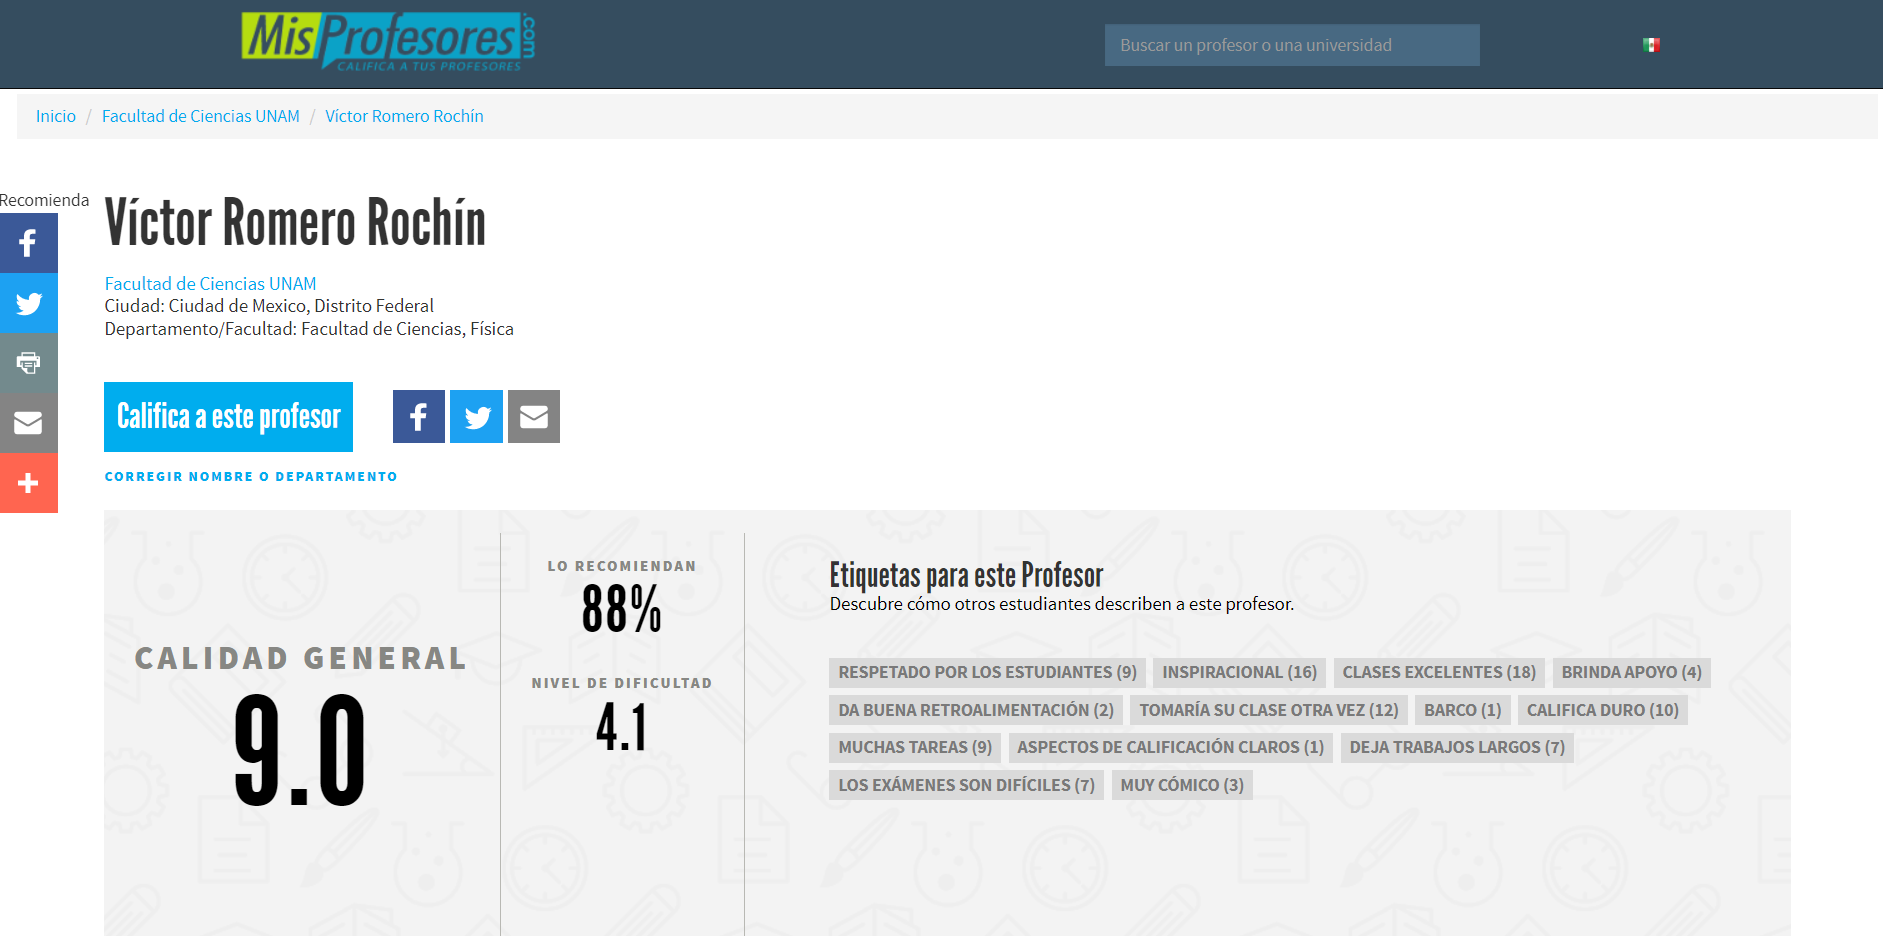 MisProfesores.com
CALIFICA A TUS PROFESORES
Buscar un profesor o una universidad
Inicio / Facultad de Ciencias UNAM / Víctor Romero Rochín
Recomienda
Víctor Romero Rochín
Facultad de Ciencias UNAM
Ciudad: Ciudad de Mexico, Distrito Federal
Departamento/Facultad: Facultad de Ciencias, Física
Califica a este profesor
CORREGIR NOMBRE O DEPARTAMENTO
CALIDAD GENERAL
9.0
LO RECOMIENDAN
88%
NIVEL DE DIFICULTAD
4.1
Etiquetas para este Profesor
Descubre cómo otros estudiantes describen a este profesor.
RESPETADO POR LOS ESTUDIANTES (9) INSPIRACIONAL (16) CLASES EXCELENTES (18) BRINDA APOYO (4)
DA BUENA RETROALIMENTACIÓN (2) TOMARÍA SU CLASE OTRA VEZ (12) BARCO (1) CALIFICA DURO (10)
MUCHAS TAREAS (9) ASPECTOS DE CALIFICACIÓN CLAROS (1) DEJA TRABAJOS LARGOS (7)
LOS EXÁMENES SON DIFÍCILES (7) MUY CÓMICO (3)